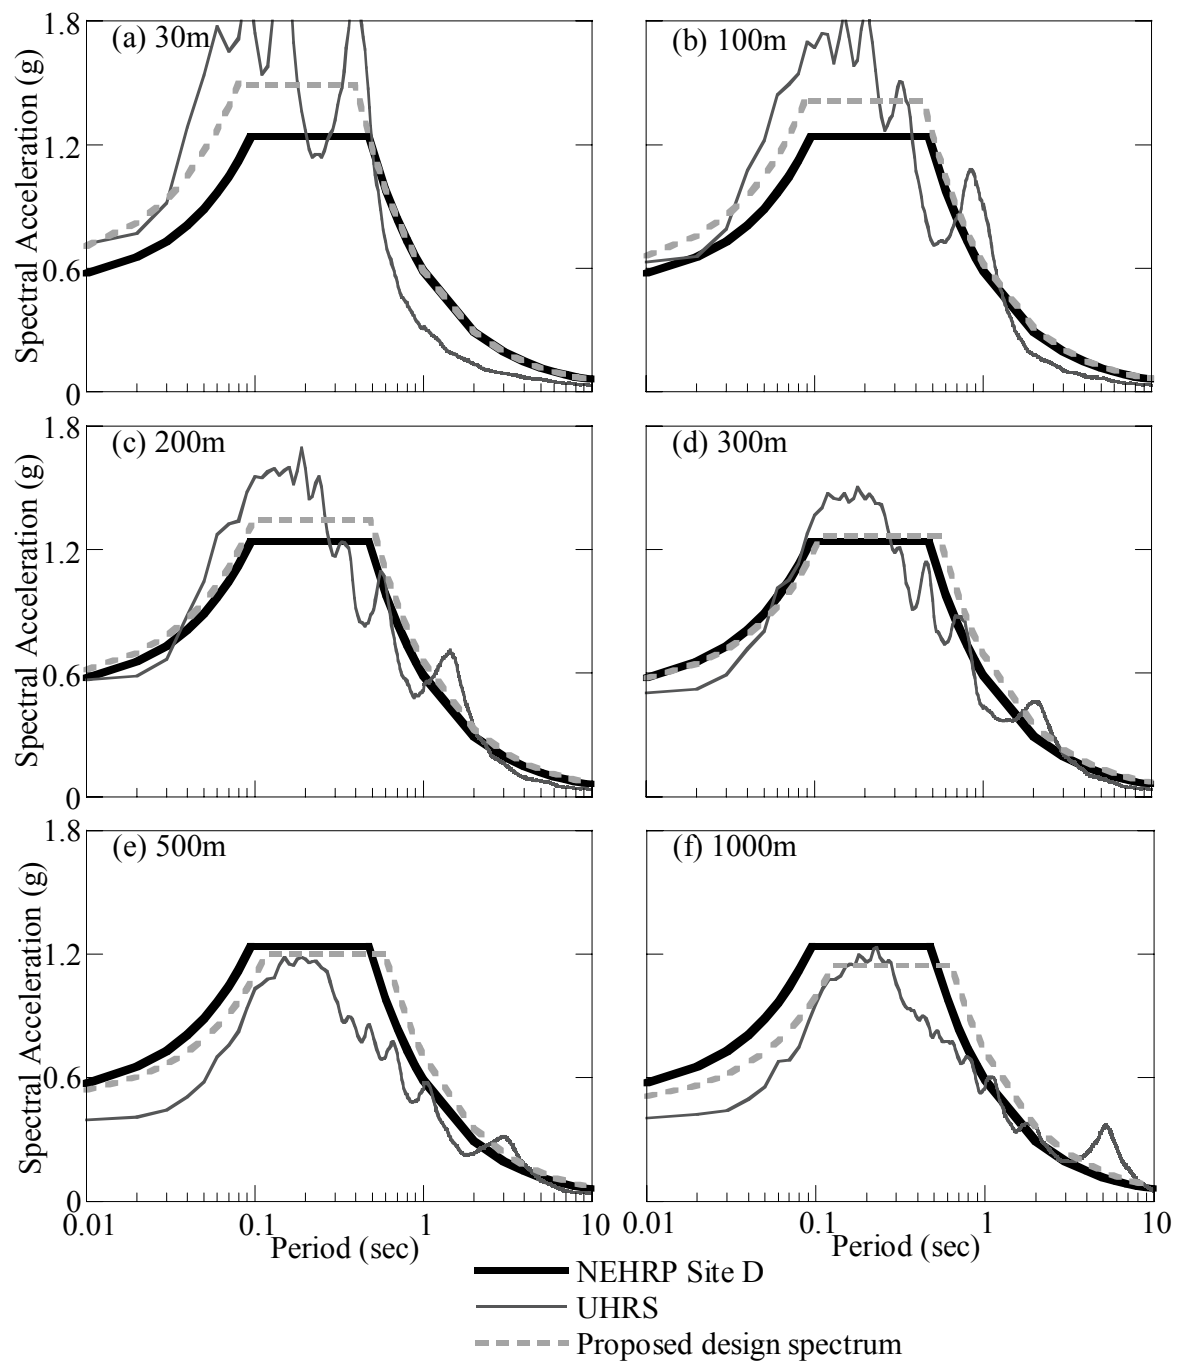 1.8
(a) 30m
(b) 100m
1.2
0.6
0
Spectral Acceleration (g)
1.8
(c) 200m
(d) 300m
1.2
0.6
0
Spectral Acceleration (g)
1.8
(e) 500m
(f) 1000m
1.2
0.6
0
Spectral Acceleration (g)
0.01 0.1 1 10
0.01 0.1 1 10
Period (sec)
Period (sec)
NEHRP Site D
UHRS
Proposed design spectrum